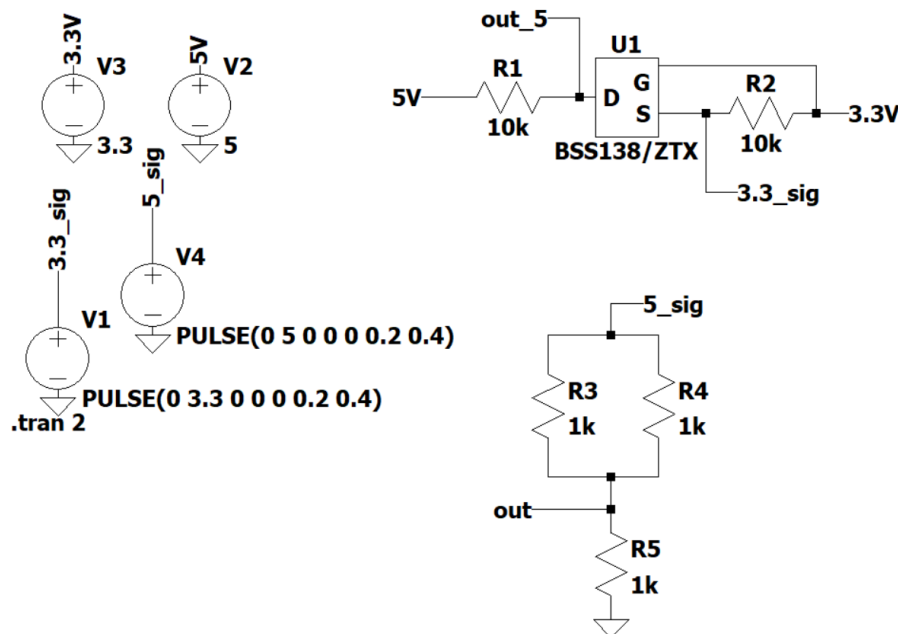 3.3V
V3
3.3
5V
V2
5
3.3_sig
V1
PULSE(0 3.3 0 0 0 0.2 0.4)
.tran 2
5_sig
V4
PULSE(0 5 0 0 0 0.2 0.4)
out_5
U1
5V
R1
10k
D
G
S
BSS138/ZTX
R2
10k
3.3V
3.3_sig
5_sig
R3
1k
R4
1k
out
R5
1k